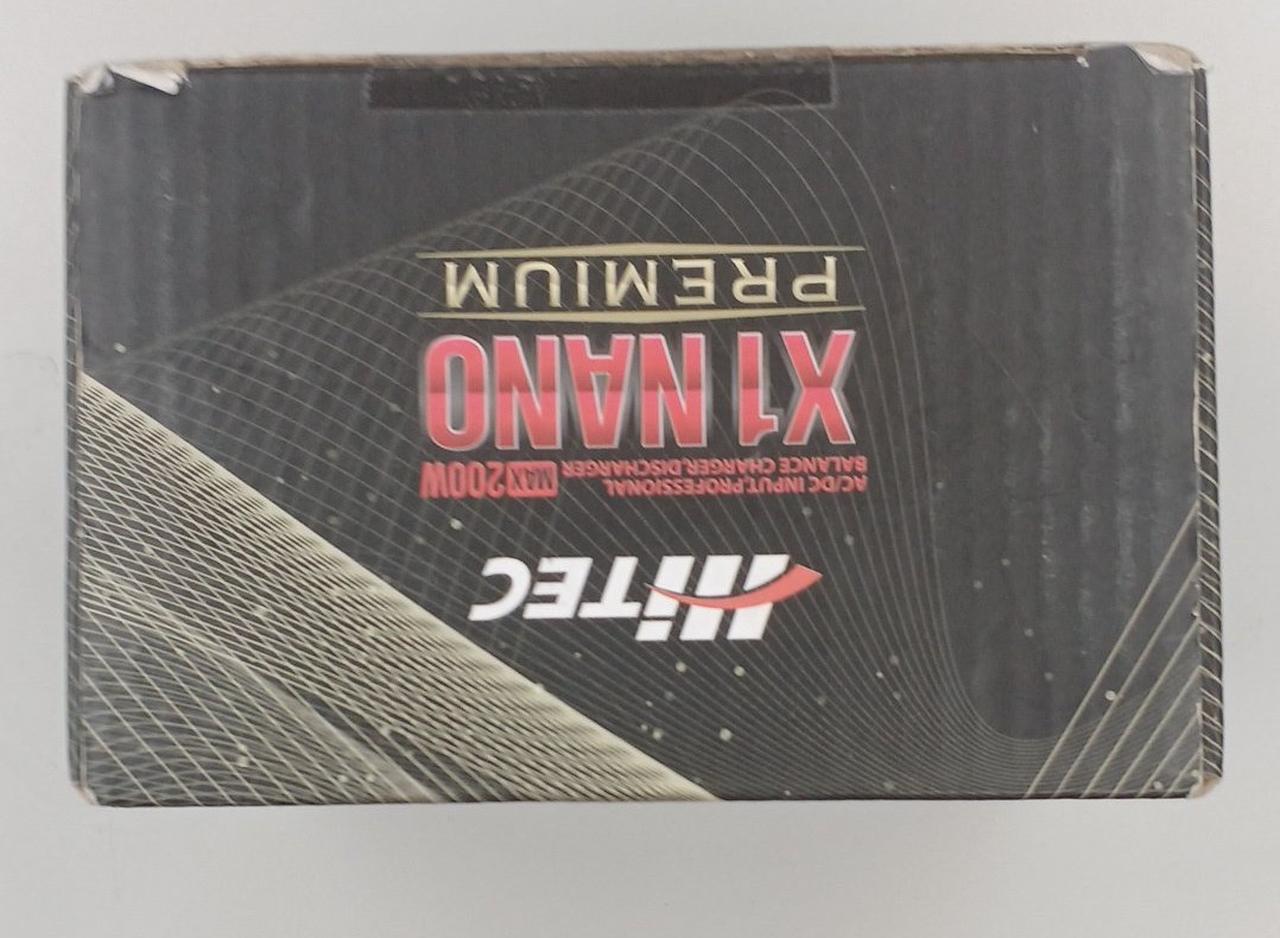 HiTEC
AC/DC INPUT,PROFESSIONAL
BALANCE CHARGER,DISCHARGER MAX 200W
X1 NANO
PREMIUM